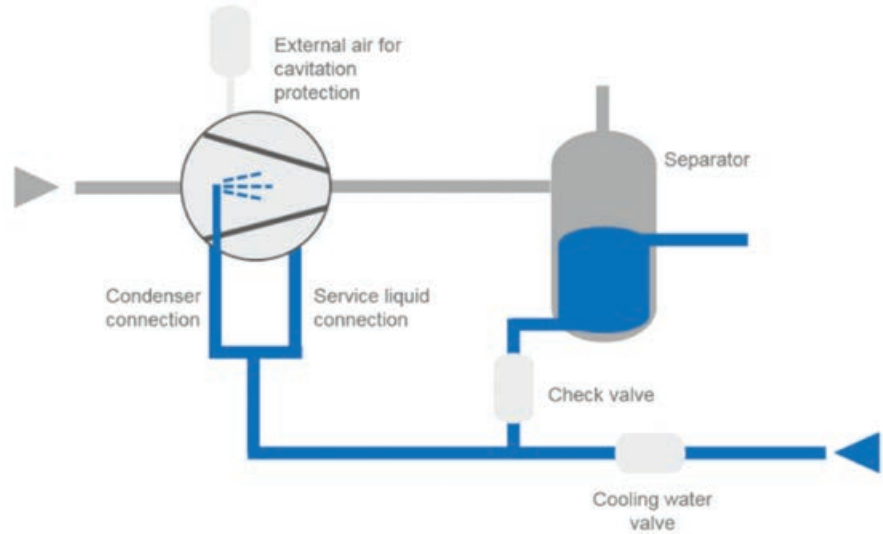 External air for
cavitation
protection
Separator
Condenser
connection
Service liquid
connection
Check valve
Cooling water
valve